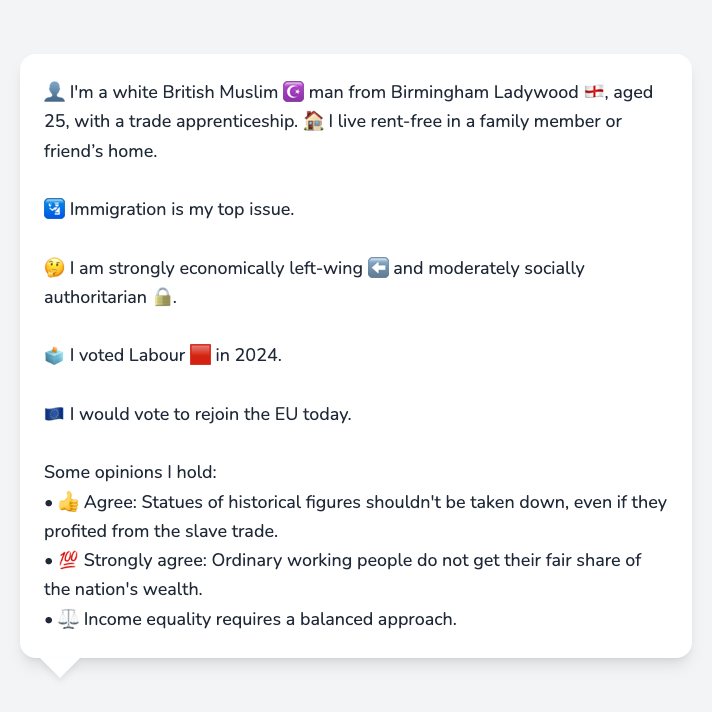 👤 I'm a white British Muslim ☪️ man from Birmingham Ladywood 🏴󠁧󠁢󠁥󠁮󠁧󠁿, aged
25, with a trade apprenticeship. 🏠 I live rent-free in a family member or
friend’s home.
🛂 Immigration is my top issue.
🤔 I am strongly economically left-wing ⬅️ and moderately socially
authoritarian 🔒.
🗳️ I voted Labour 🟥 in 2024.
🇪🇺 I would vote to rejoin the EU today.
Some opinions I hold:
• 👍 Agree: Statues of historical figures shouldn't be taken down, even if they
profited from the slave trade.
• 💯 Strongly agree: Ordinary working people do not get their fair share of
the nation's wealth.
• ⚖️ Income equality requires a balanced approach.